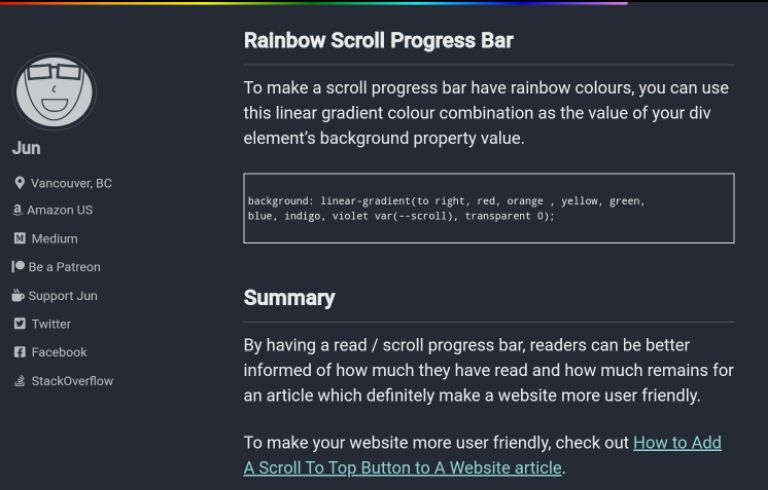 Rainbow Scroll Progress Bar
To make a scroll progress bar have rainbow colours, you can use
this linear gradient colour combination as the value of your div
element's background property value.
background: linear-gradient(to right, red, orange , yellow, green,
blue, indigo, violet var(--scroll), transparent 0);
Summary
By having a read / scroll progress bar, readers can be better
informed of how much they have read and how much remains for
an article which definitely make a website more user friendly.
To make your website more user friendly, check out How to Add
A Scroll To Top Button to A Website article.
Jun
Vancouver, BC
Amazon US
Medium
Be a Patreon
Support Jun
Twitter
Facebook
StackOverflow